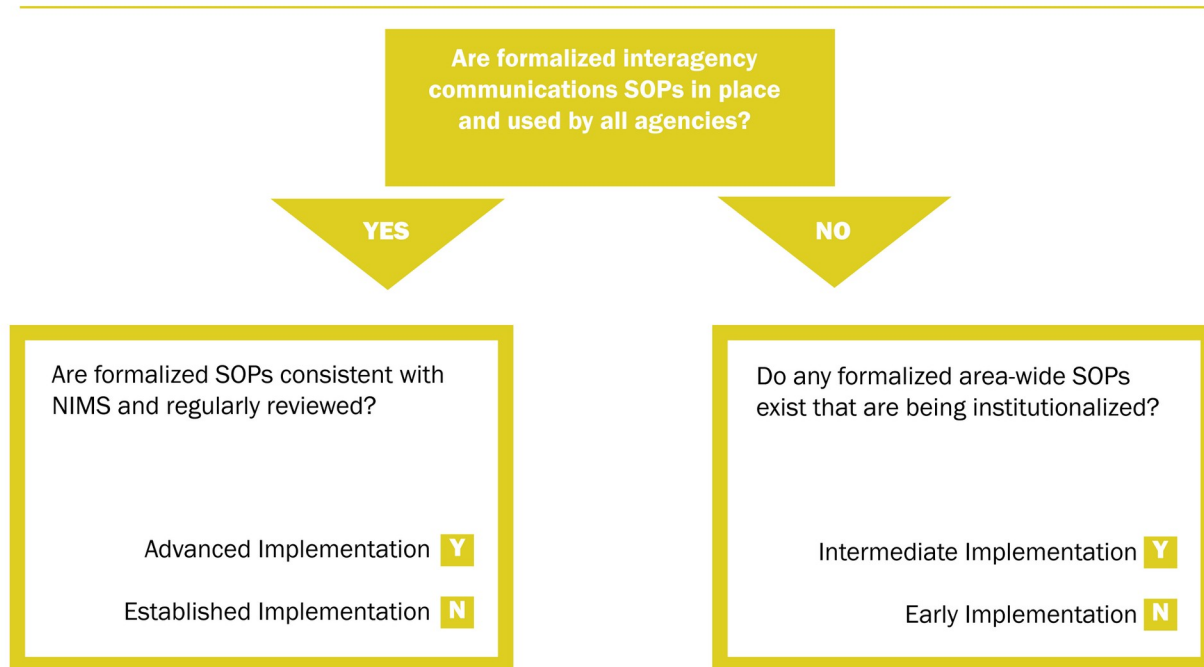 Are formalized interagency
communications SOPs in place
and used by all agencies?
YES
NO
Are formalized SOPs consistent with
NIMS and regularly reviewed?
Advanced Implementation Y
Established Implementation N
Do any formalized area-wide SOPs
exist that are being institutionalized?
Intermediate Implementation Y
Early Implementation N